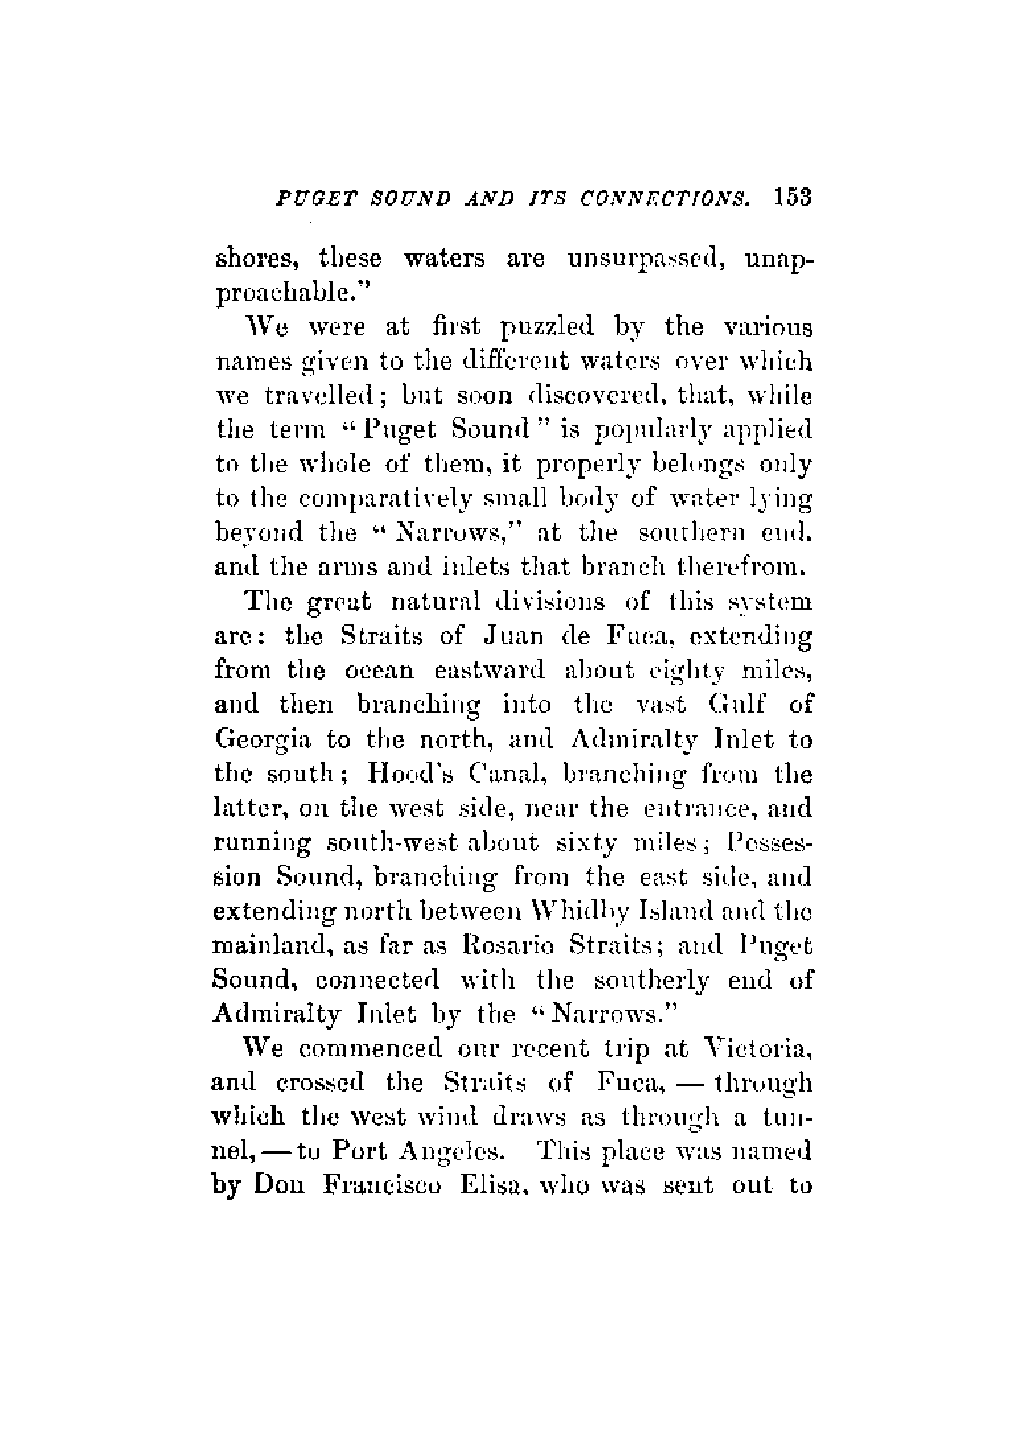 PUGET SOUND AND ITS CONNECTIONS. 153
shores, these waters are unsurpassed, unap-
proachable."
We were at first puzzled by the various
names given to the different waters over which
we travelled; but soon discovered, that, while
the term "Puget Sound" is popularly applied
to the whole of them, it properly belongs only
to the comparatively small body of water lying
beyond the "Narrows," at the southern end,
and the arms and inlets that branch therefrom.
The great natural divisions of this system
are: the Straits of Juan de Fuca, extending
from the ocean eastward about eighty miles,
and then branching into the vast Gulf of
Georgia to the north, and Admiralty Inlet to
the south; Hood's Canal, branching from the
latter, on the west side, near the entrance, and
running south-west about sixty miles; Posses-
sion Sound, branching from the east side, and
extending north between Whidby Island and the
mainland, as far as Rosario Straits; and Puget
Sound, connected with the southerly end of
Admiralty Inlet by the "Narrows."
We commenced our recent trip at Victoria,
and crossed the Straits of Fuca, — through
which the west wind draws as through a tun-
nel, — to Port Angeles. This place was named
by Don Francisco Elisa, who was sent out to